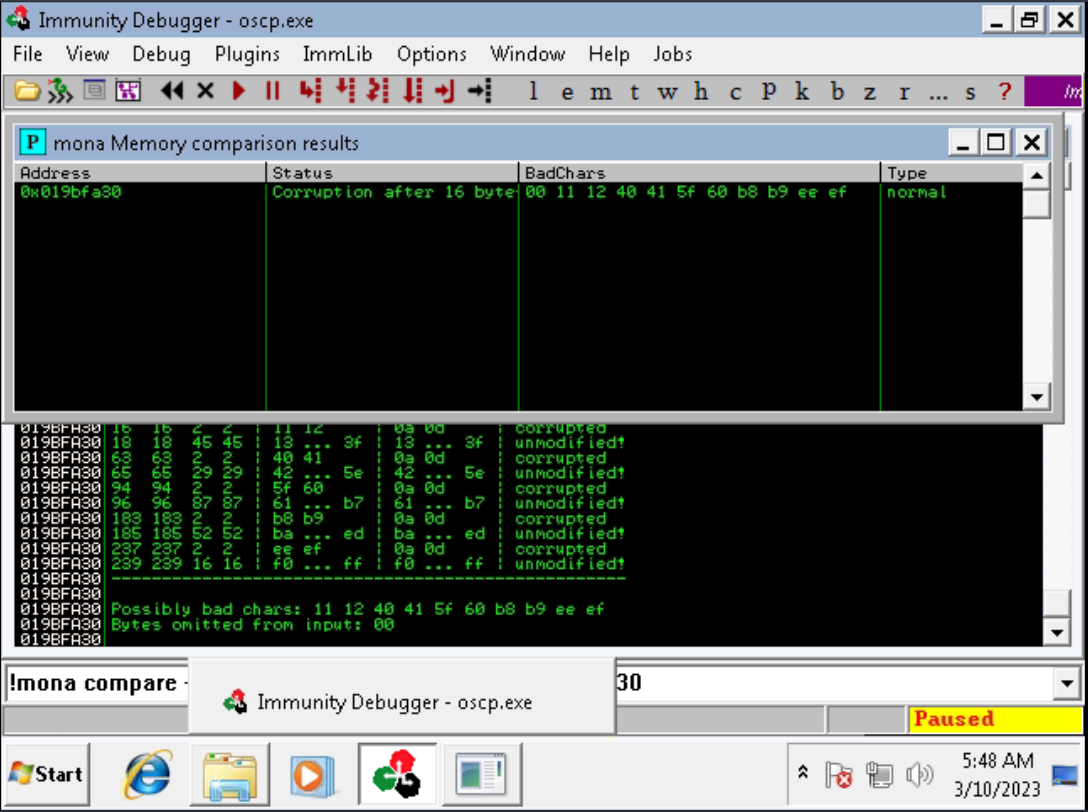 Immunity Debugger - oscp.exe
File View Debug Plugins ImmLib Options Window Help Jobs
l e m t w h c P k b z r ... s ? Im
P mona Memory comparison results
Address Status BadChars Type
0x019bfa30 Corruption after 16 byte 00 11 12 40 41 5f 60 b8 b9 ee ef normal
019BFA30 16 16 2 2 | 11 12 | 0a 0d | corrupted
019BFA30 18 18 45 45 | 13 ... 3f | 13 ... 3f | unmodified!
019BFA30 63 63 2 2 | 40 41 | 0a 0d | corrupted
019BFA30 65 65 29 29 | 42 ... 5e | 42 ... 5e | unmodified!
019BFA30 94 94 2 2 | 5f 60 | 0a 0d | corrupted
019BFA30 96 96 87 87 | 61 ... b7 | 61 ... b7 | unmodified!
019BFA30 183 183 2 2 | b8 b9 | 0a 0d | corrupted
019BFA30 185 185 52 52 | ba ... ed | ba ... ed | unmodified!
019BFA30 237 237 2 2 | ee ef | 0a 0d | corrupted
019BFA30 239 239 16 16 | f0 ... ff | f0 ... ff | unmodified!
019BFA30 -------------------------------------------------------------
019BFA30
019BFA30 Possibly bad chars: 11 12 40 41 5f 60 b8 b9 ee ef
019BFA30 Bytes omitted from input: 00
019BFA30
!mona compare - 30
Immunity Debugger - oscp.exe
Paused
Start
5:48 AM
3/10/2023